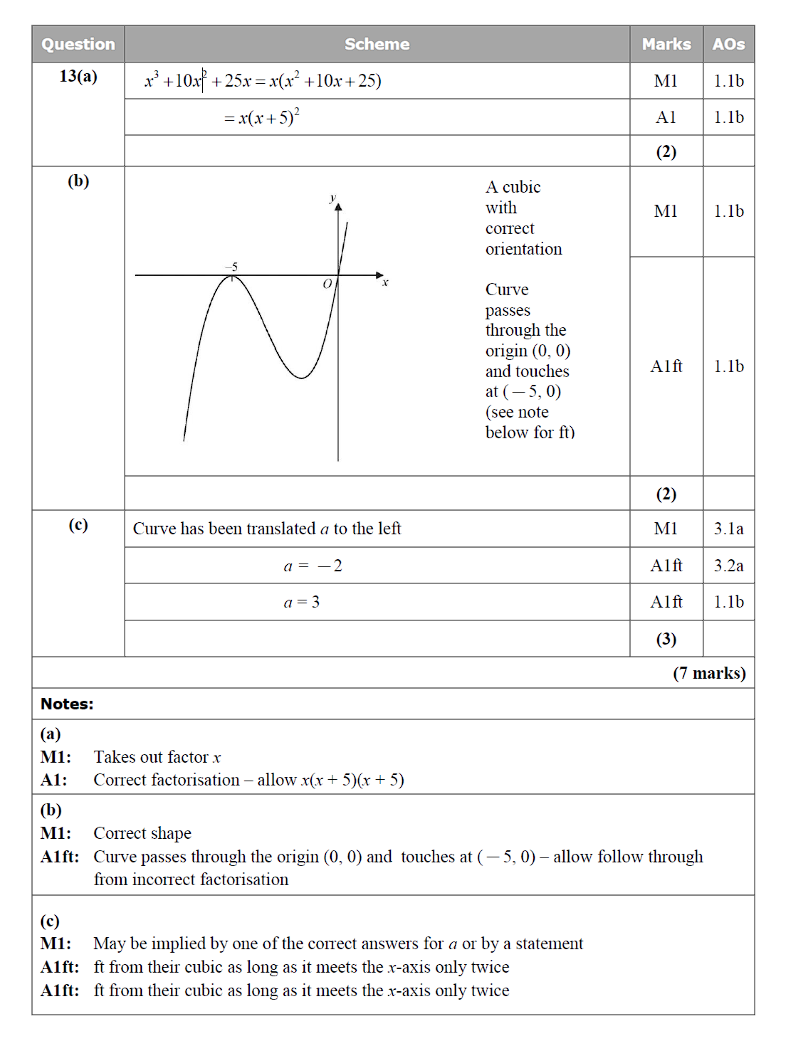 Question Scheme Marks AOs
13(a) x³ + 10x² + 25x = x(x² + 10x + 25) M1 1.1b
= x(x + 5)² A1 1.1b
(2)
(b)
A cubic
with
correct
orientation
M1 1.1b
y
−5
O
x
Curve
passes
through the
origin (0, 0)
and touches
at ( − 5, 0)
(see note
below for ft)
A1ft 1.1b
(2)
(c) Curve has been translated a to the left M1 3.1a
a = −2 A1ft 3.2a
a = 3 A1ft 1.1b
(3)
(7 marks)
Notes:
(a)
M1: Takes out factor x
A1: Correct factorisation – allow x(x + 5)(x + 5)
(b)
M1: Correct shape
A1ft: Curve passes through the origin (0, 0) and touches at ( − 5, 0) – allow follow through
from incorrect factorisation
(c)
M1: May be implied by one of the correct answers for a or by a statement
A1ft: ft from their cubic as long as it meets the x-axis only twice
A1ft: ft from their cubic as long as it meets the x-axis only twice